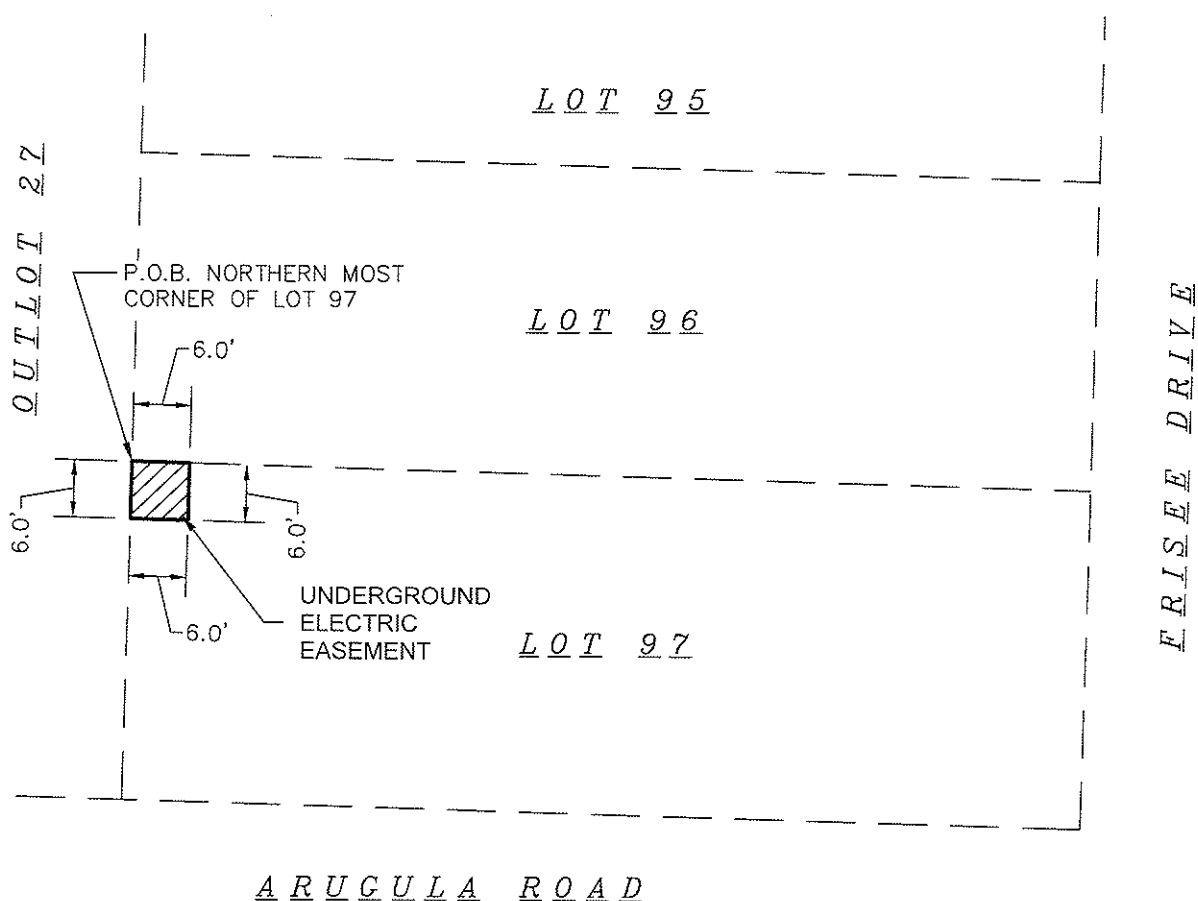 LOT 95
OUTLOT 27
P.O.B. NORTHERN MOST
CORNER OF LOT 97
LOT 96
FRISEE DRIVE
6.0'
6.0'
6.0'
6.0'
UNDERGROUND
ELECTRIC
EASEMENT
LOT 97
ARUGULA ROAD